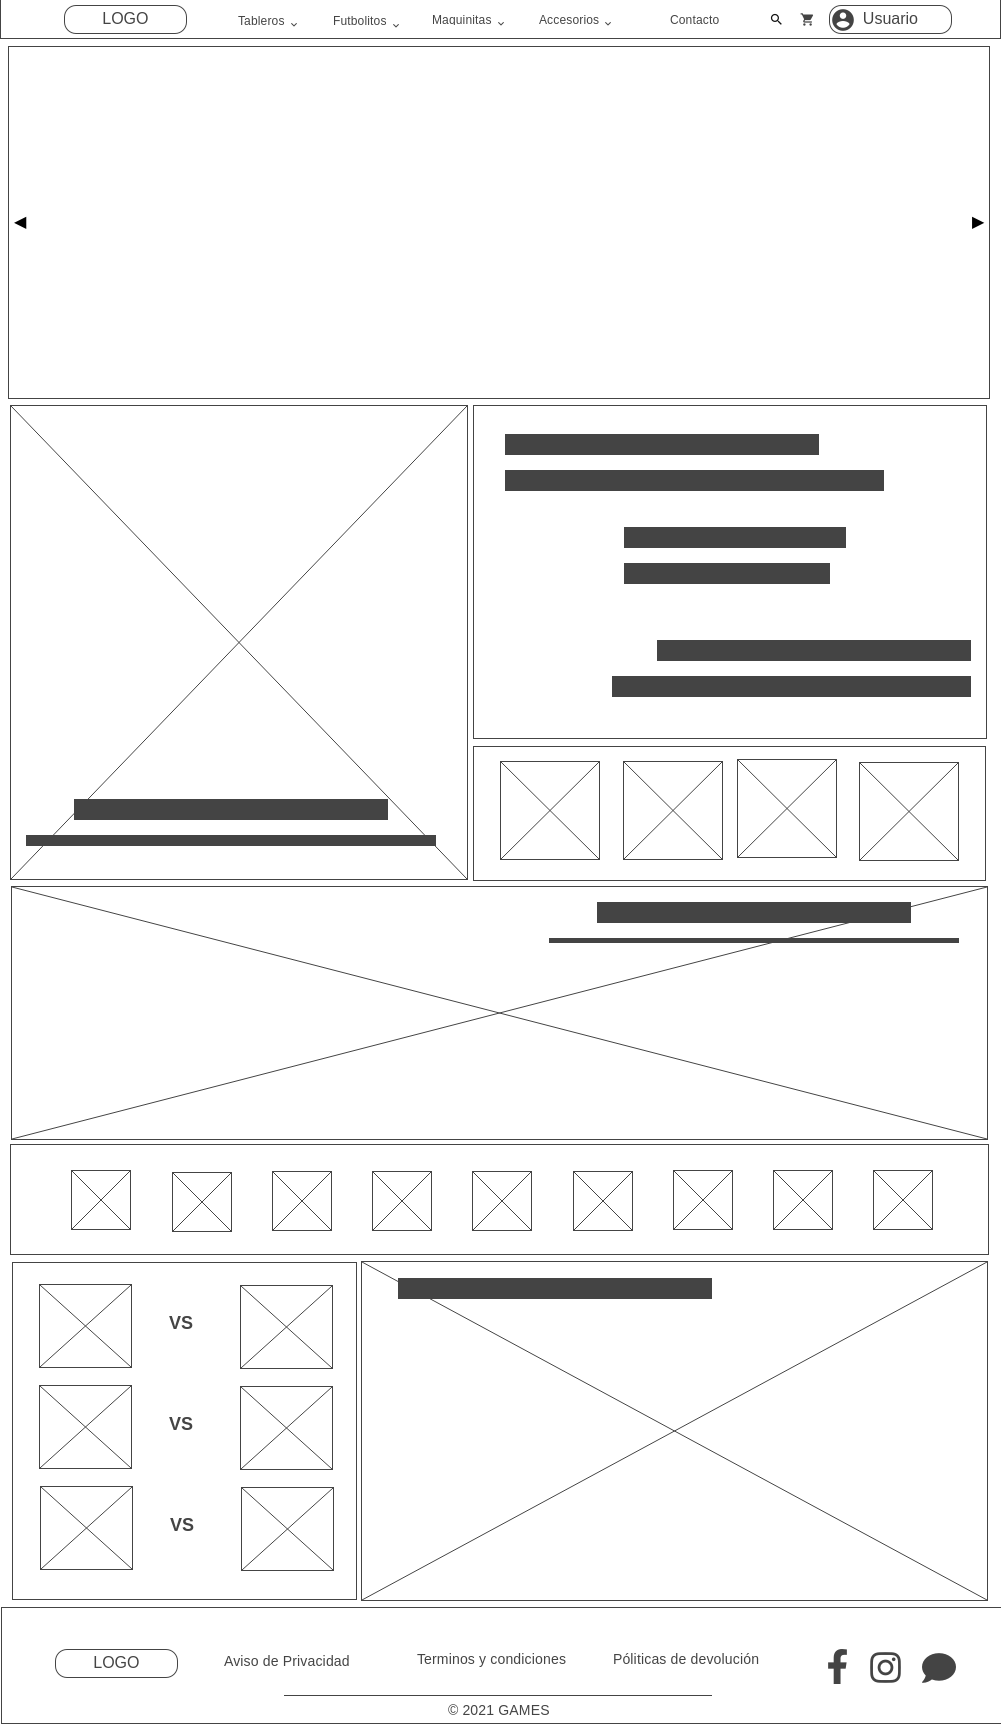 LOGO
Tableros
Futbolitos
Maquinitas
Accesorios
Contacto
Usuario
VS
VS
VS
LOGO
Aviso de Privacidad
Terminos y condiciones
Póliticas de devolución
© 2021 GAMES